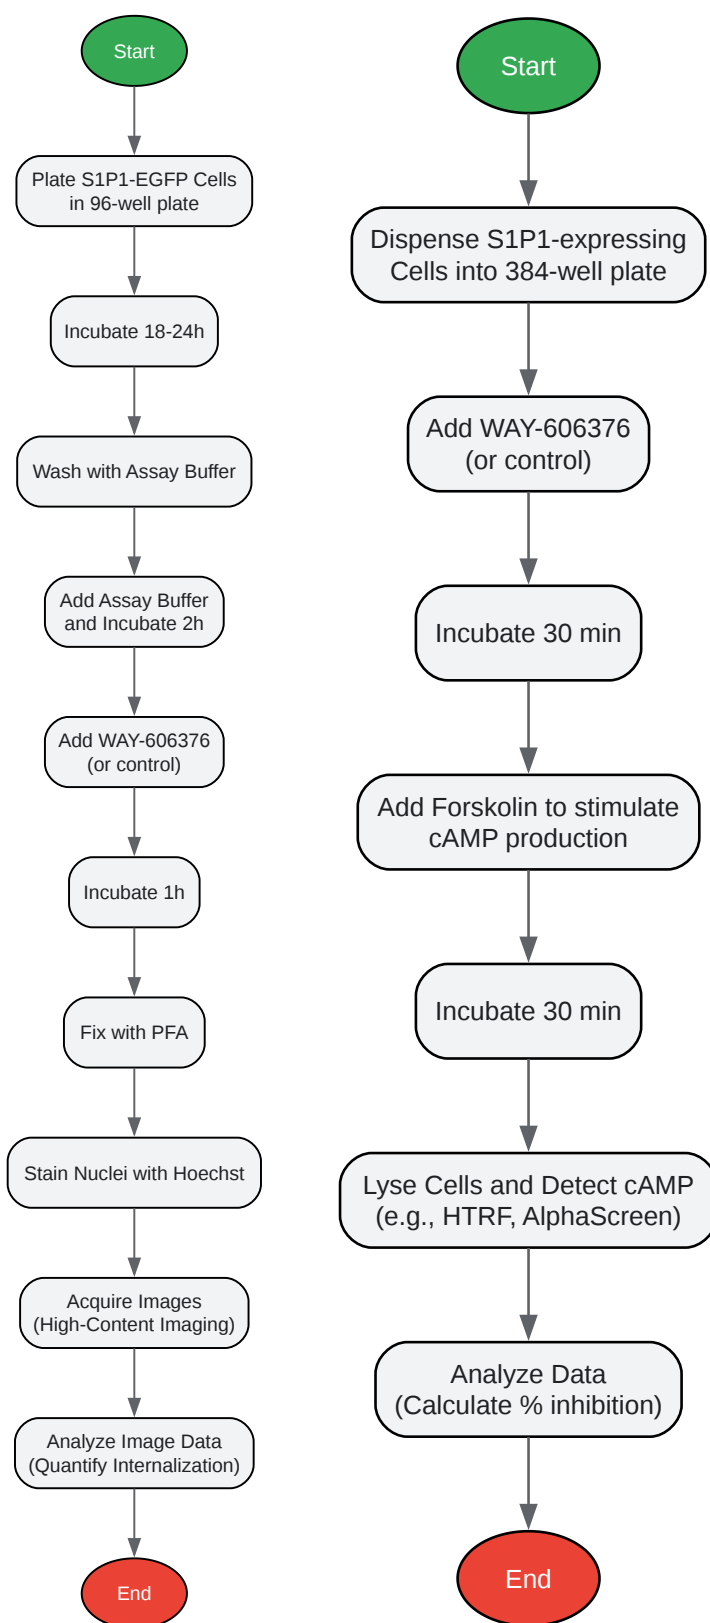 Start
Plate S1P1-EGFP Cells
in 96-well plate
Incubate 18-24h
Wash with Assay Buffer
Add Assay Buffer
and Incubate 2h
Add WAY-606376
(or control)
Incubate 1h
Fix with PFA
Stain Nuclei with Hoechst
Acquire Images
(High-Content Imaging)
Analyze Image Data
(Quantify Internalization)
End
Start
Dispense S1P1-expressing
Cells into 384-well plate
Add WAY-606376
(or control)
Incubate 30 min
Add Forskolin to stimulate
cAMP production
Incubate 30 min
Lyse Cells and Detect cAMP
(e.g., HTRF, AlphaScreen)
Analyze Data
(Calculate % inhibition)
End